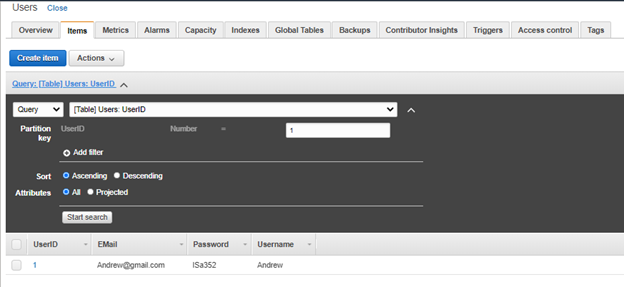 Users Close
Overview Items Metrics Alarms Capacity Indexes Global Tables Backups Contributor Insights Triggers Access control Tags
Create item Actions
Query: [Table] Users: UserID
Query [Table] Users: UserID
Partition key UserID Number = 1
Add filter
Sort Ascending Descending
Attributes All Projected
Start search
UserID EMail Password Username
1 Andrew@gmail.com ISa352 Andrew